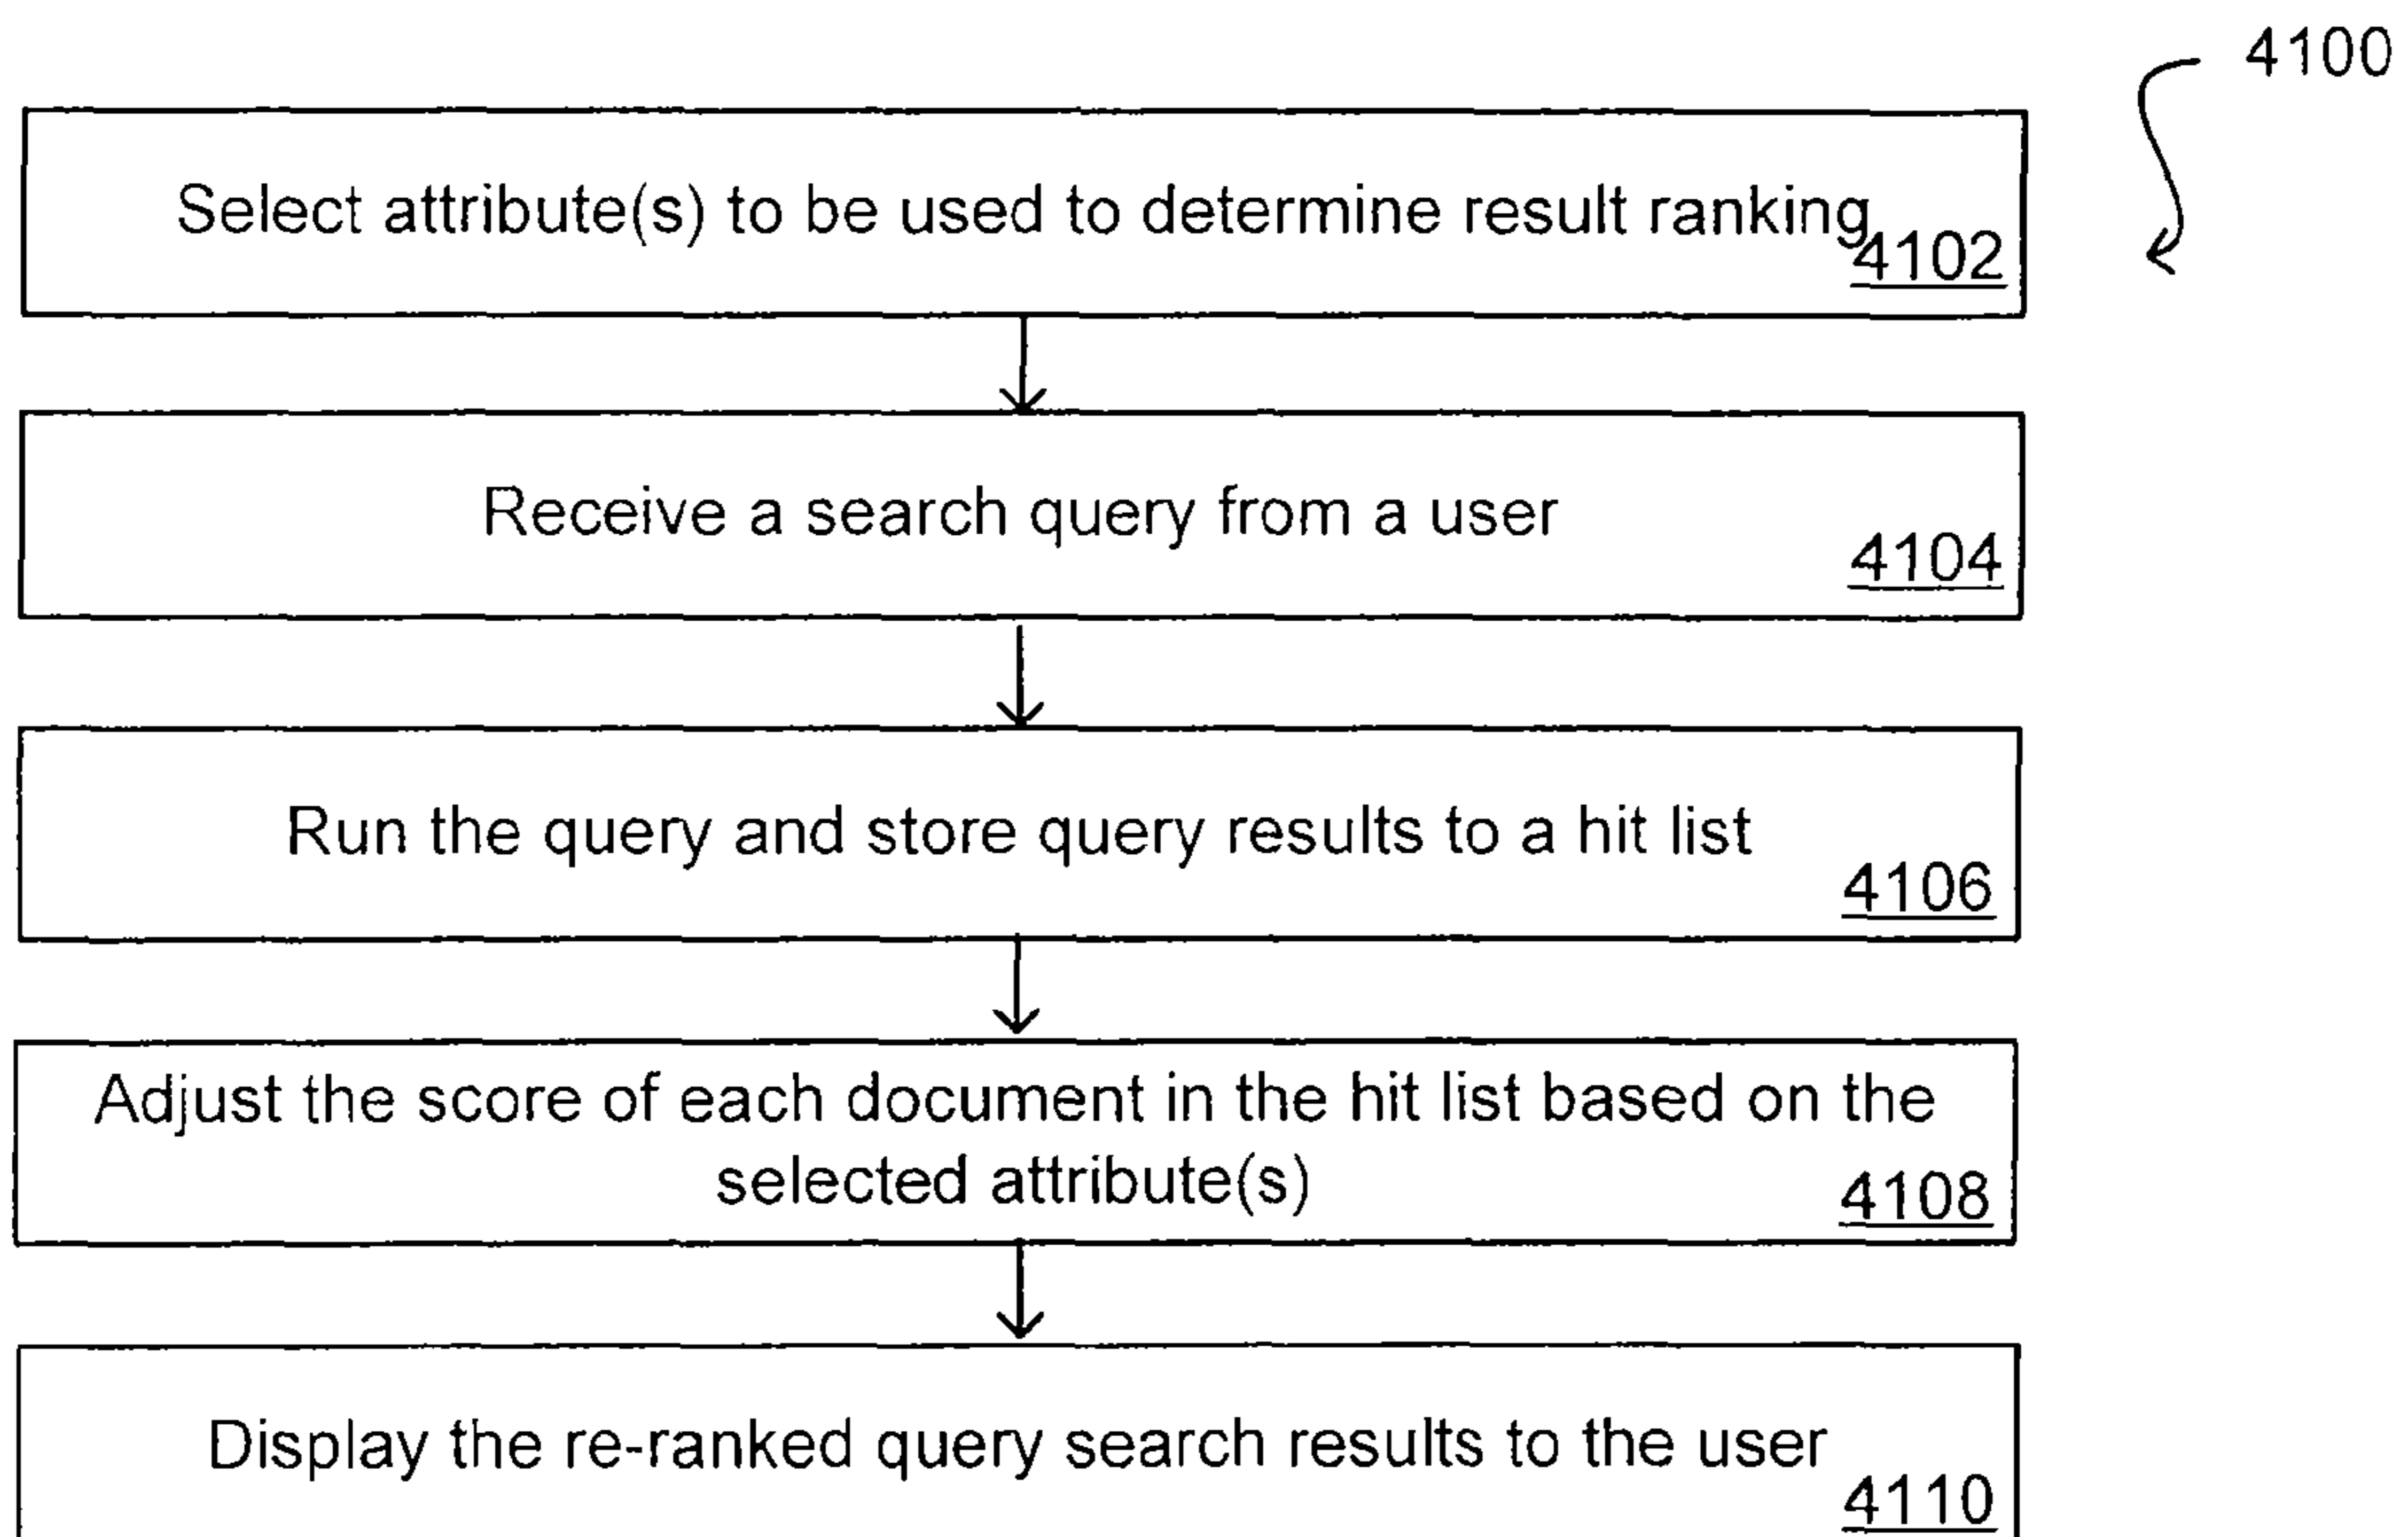 4100
Select attribute(s) to be used to determine result ranking
4102
Receive a search query from a user
4104
Run the query and store query results to a hit list
4106
Adjust the score of each document in the hit list based on the
selected attribute(s)
4108
Display the re-ranked query search results to the user
4110